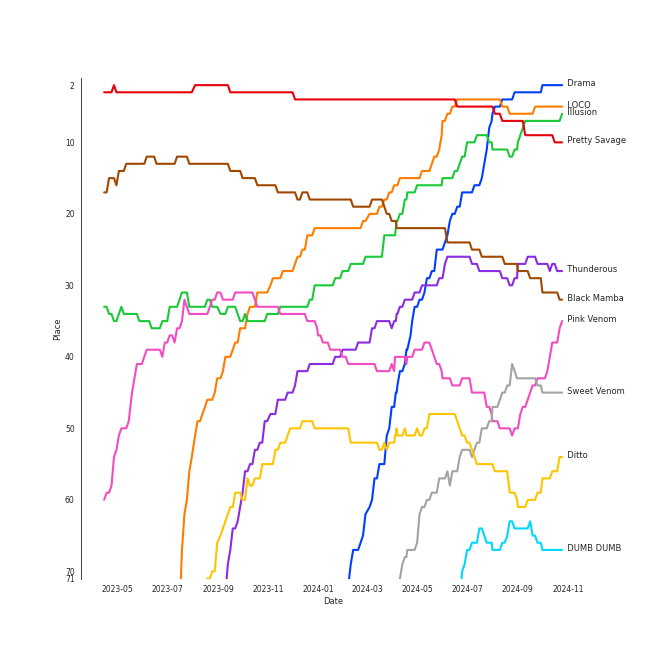 2
10
20
30
40
50
60
70
71
Place
Drama
LOCO
Illusion
Pretty Savage
Thunderous
Black Mamba
Pink Venom
Sweet Venom
Ditto
DUMB DUMB
2023-05
2023-07
2023-09
2023-11
2024-01
2024-03
2024-05
2024-07
2024-09
2024-11
Date